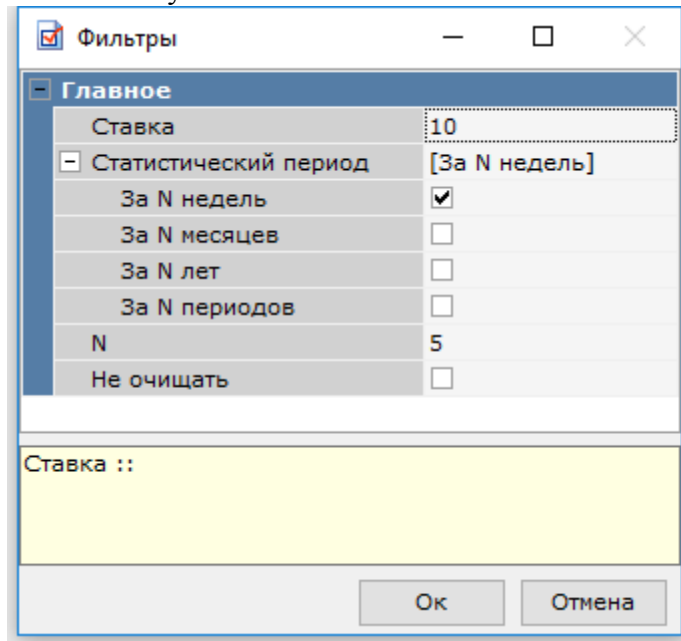 Фильтры
Главное
Ставка 10
Статистический период [За N недель]
За N недель
За N месяцев
За N лет
За N периодов
N 5
Не очищать
Ставка ::
Ок Отмена